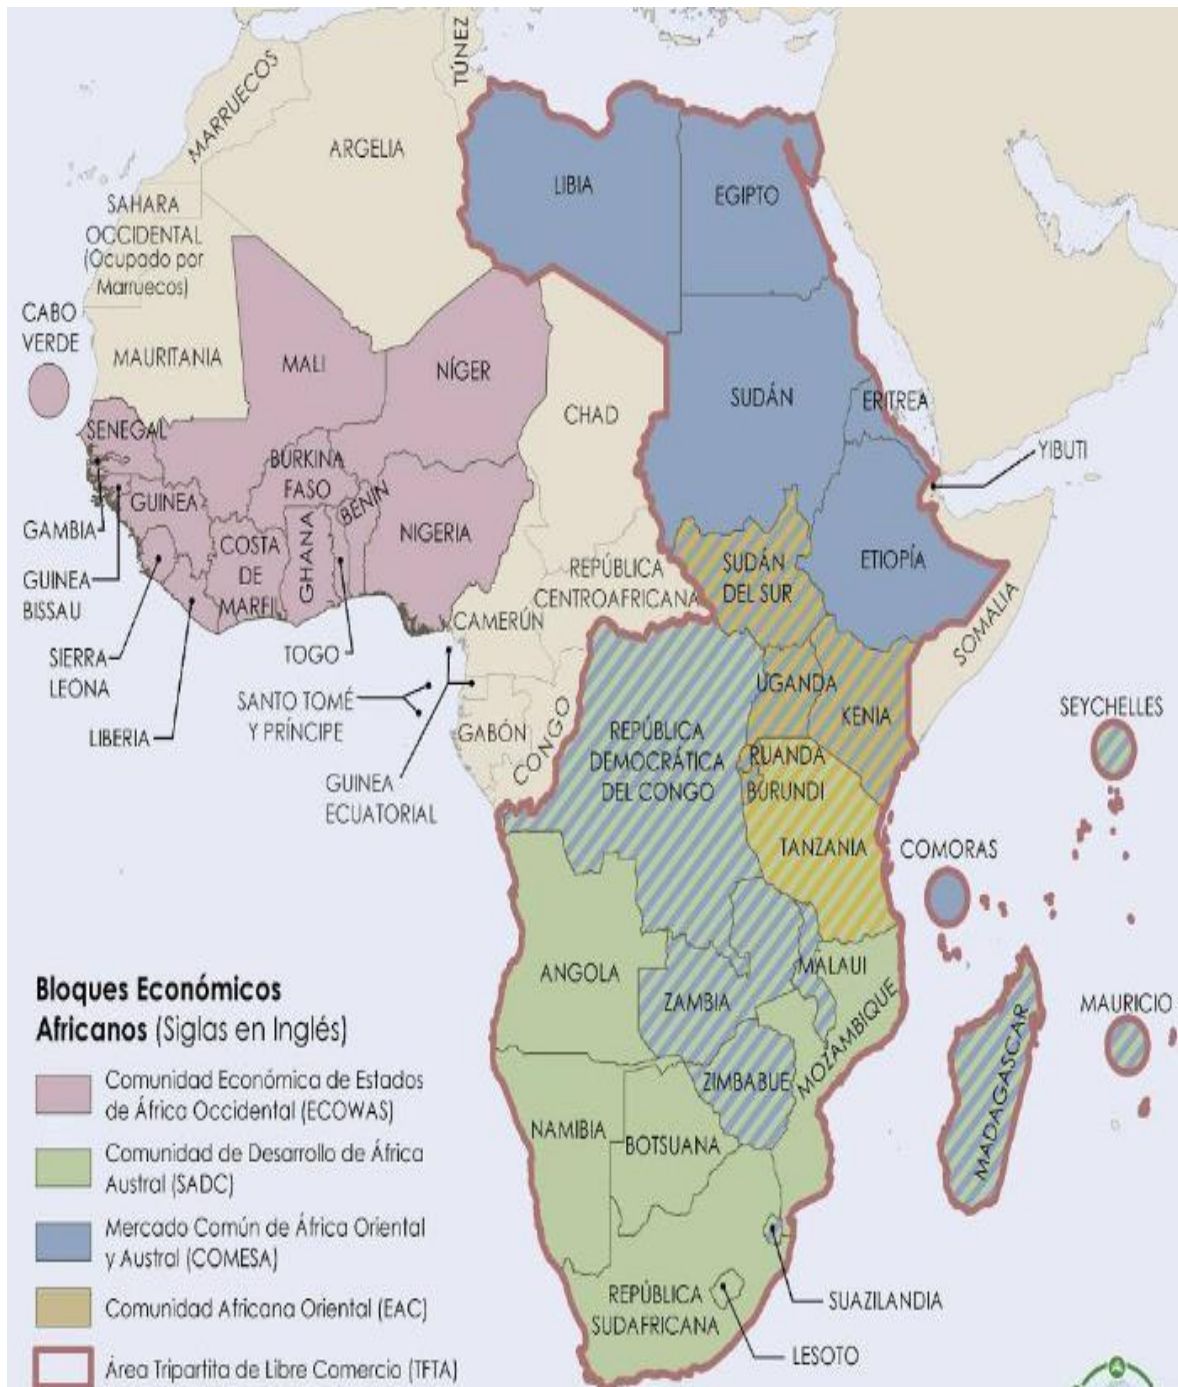 TÚNEZ
MARRUECOS
ARGELIA
LIBIA
EGIPTO
SAHARA
OCCIDENTAL
(Ocupado por
Marruecos)
CABO
VERDE
MAURITANIA
MALI
NÍGER
CHAD
SUDÁN
ERITREA
YIBUTI
SENEGAL
BURKINA
FASO
BENIN
GUINEA
GAMBIA
COSTA
DE
MARFIL
GHANA
NIGERIA
ETIOPÍA
GUINEA
BISSAU
REPÚBLICA
CENTROAFRICANA
SUDÁN
DEL SUR
CAMERÚN
SOMALIA
SIERRA
LEONA
TOGO
SANTO TOMÉ
Y PRÍNCIPE
LIBERIA
GABÓN
CONGO
UGANDA
KENIA
SEYCHELLES
REPÚBLICA
DEMOCRÁTICA
DEL CONGO
RUANDA
BURUNDI
GUINEA
ECUATORIAL
TANZANIA
COMORAS
ANGOLA
MALAUI
ZAMBIA
MOZAMBIQUE
MAURICIO
MADAGASCAR
ZIMBABUE
NAMIBIA
BOTSUANA
SUAZILANDIA
REPÚBLICA
SUDAFRICANA
LESOTO
Bloques Económicos
Africanos (Siglas en Inglés)
Comunidad Económica de Estados
de África Occidental (ECOWAS)
Comunidad de Desarrollo de África
Austral (SADC)
Mercado Común de África Oriental
y Austral (COMESA)
Comunidad Africana Oriental (EAC)
Área Tripartita de Libre Comercio (TFTA)